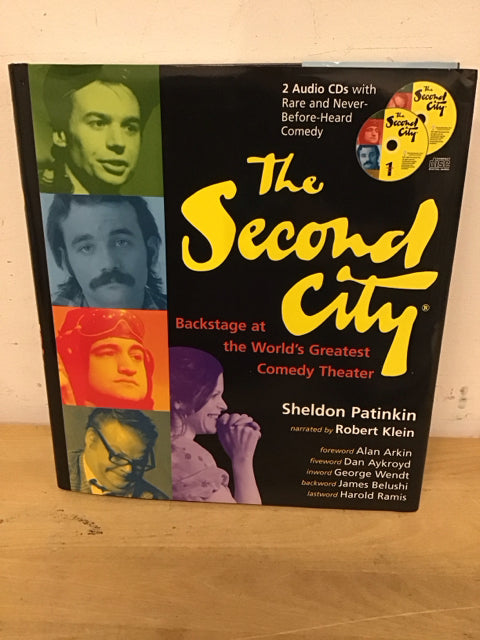 2 Audio CDs with
Rare and Never-
Before-Heard
Comedy
The
Second
City
The
Second
City
1
The
Second
City®
Backstage at
the World's Greatest
Comedy Theater
Sheldon Patinkin
narrated by Robert Klein
foreword Alan Arkin
fiveword Dan Aykroyd
inword George Wendt
backword James Belushi
lastword Harold Ramis